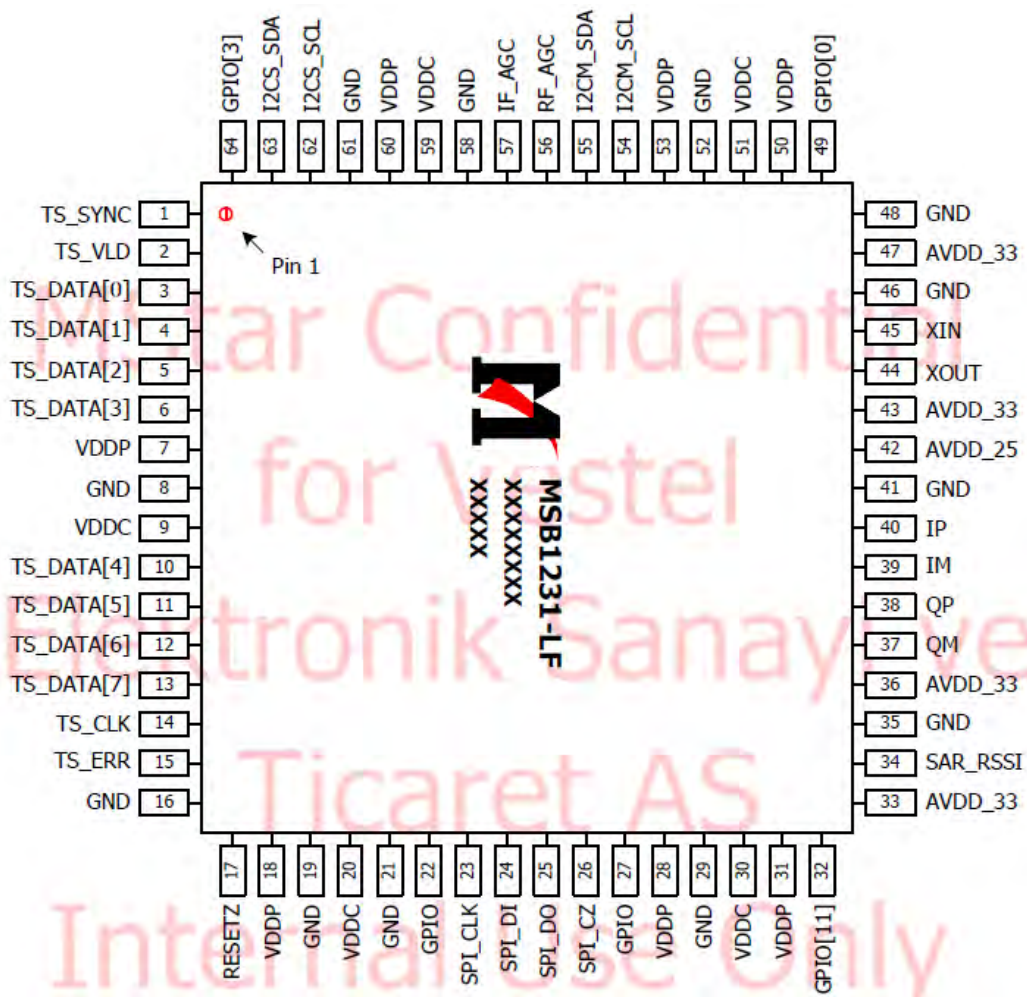 GPIO[3]
I2CS_SDA
I2CS_SCL
GND
VDDP
VDDC
GND
IF_AGC
RF_AGC
I2CM_SDA
I2CM_SCL
VDDP
GND
VDDC
VDDP
GPIO[0]
64 63 62 61 60 59 58 57 56 55 54 53 52 51 50 49
TS_SYNC 1
TS_VLD 2
TS_DATA[0] 3
TS_DATA[1] 4
TS_DATA[2] 5
TS_DATA[3] 6
VDDP 7
GND 8
VDDC 9
TS_DATA[4] 10
TS_DATA[5] 11
TS_DATA[6] 12
TS_DATA[7] 13
TS_CLK 14
TS_ERR 15
GND 16
Pin 1
MSB1231-LF
XXXXXXXX
XXXXX
48 GND
47 AVDD_33
46 GND
45 XIN
44 XOUT
43 AVDD_33
42 AVDD_25
41 GND
40 IP
39 IM
38 QP
37 QM
36 AVDD_33
35 GND
34 SAR_RSSI
33 AVDD_33
17 18 19 20 21 22 23 24 25 26 27 28 29 30 31 32
RESETZ
VDDP
GND
VDDC
GND
GPIO
SPI_CLK
SPI_DI
SPI_DO
SPI_CZ
GPIO
VDDP
GND
VDDC
VDDP
GPIO[11]
MStar Confidential
for Vestel
Elektronik Sanayi ve
Ticaret AS
Internal Use Only